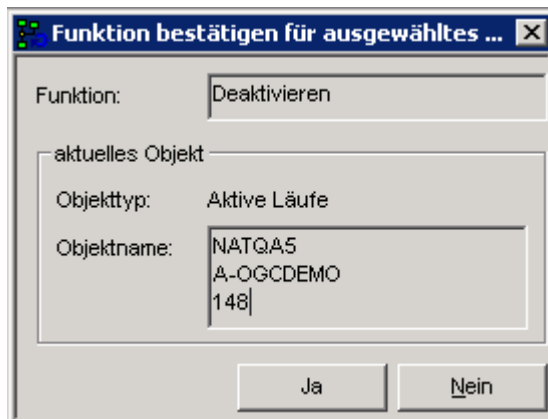 Funktion bestätigen für ausgewähltes ...
Funktion: Deaktivieren
aktuelles Objekt
Objekttyp: Aktive Läufe
Objektname: NATQA5
A-OGCDEMO
148
Ja Nein